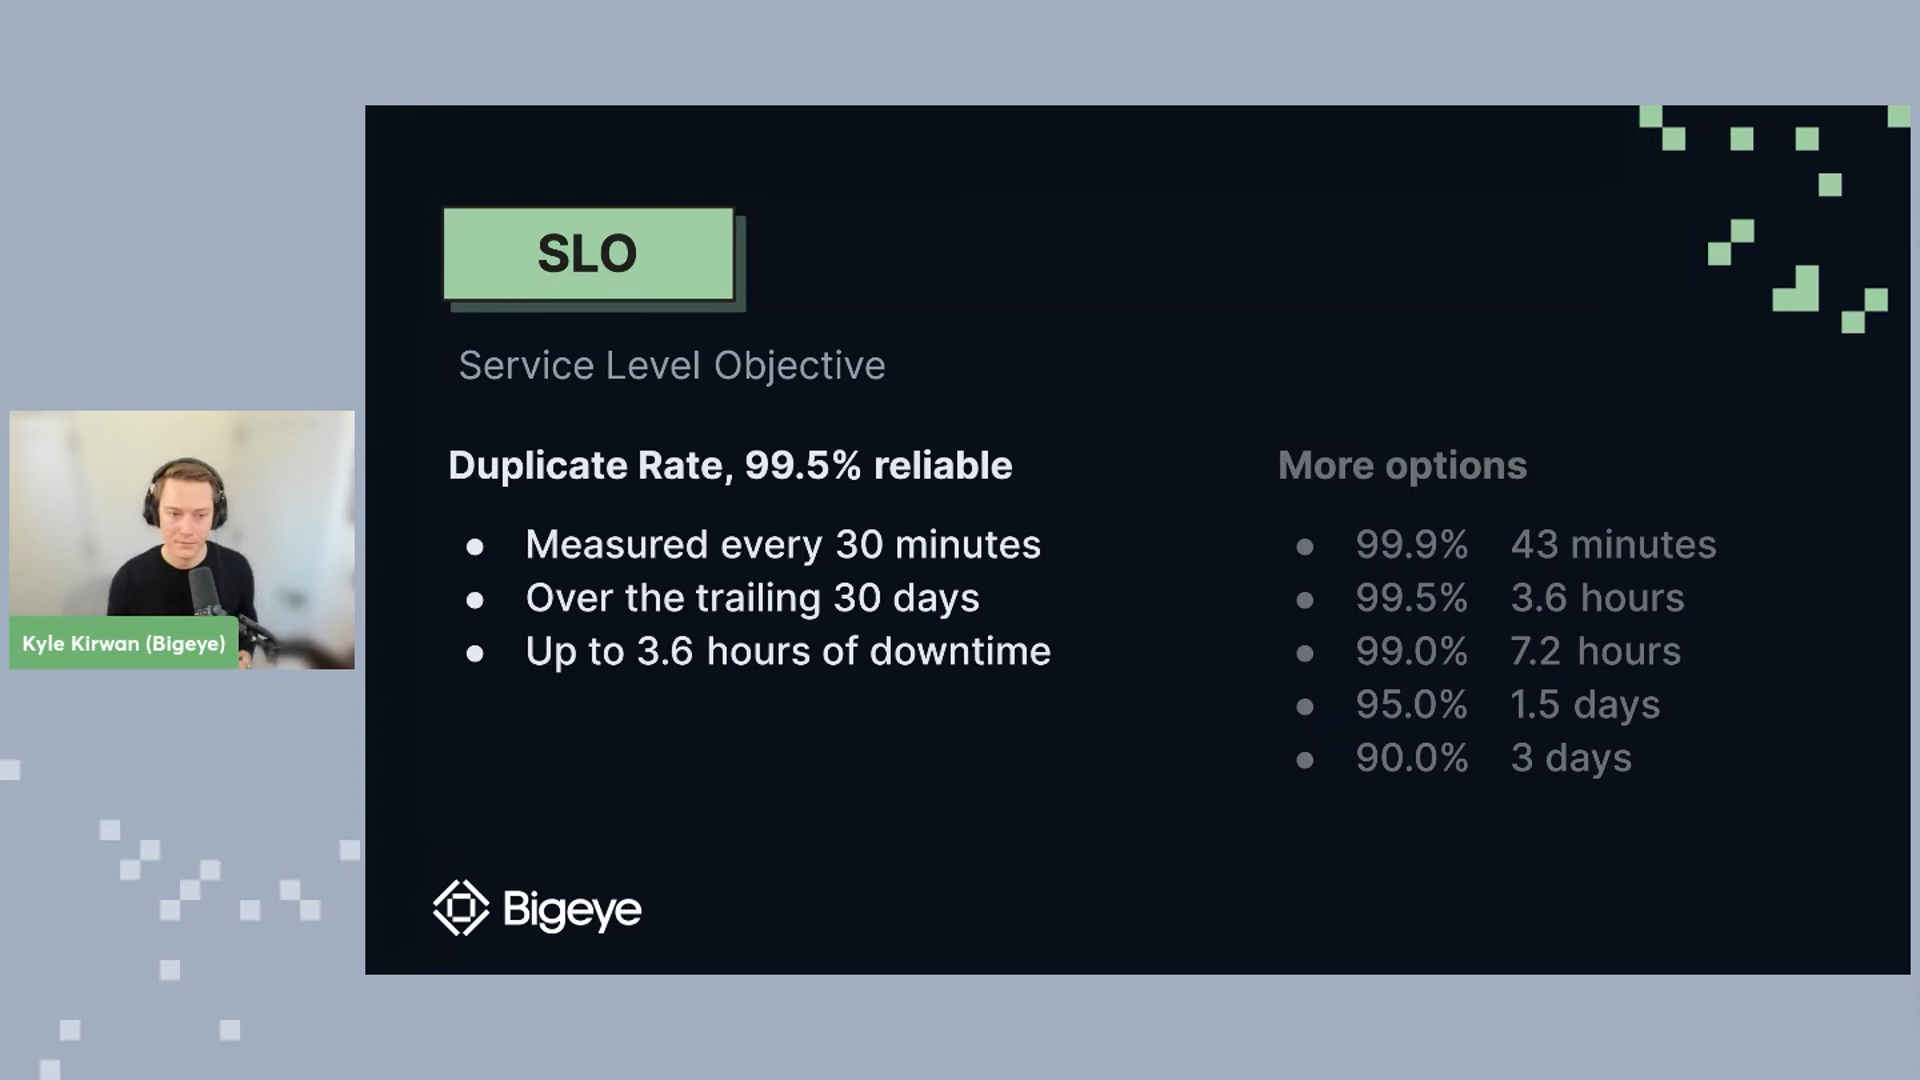 SLO
Service Level Objective
Duplicate Rate, 99.5% reliable
● Measured every 30 minutes
● Over the trailing 30 days
● Up to 3.6 hours of downtime
More options
● 99.9% 43 minutes
● 99.5% 3.6 hours
● 99.0% 7.2 hours
● 95.0% 1.5 days
● 90.0% 3 days
Kyle Kirwan (Bigeye)
Bigeye